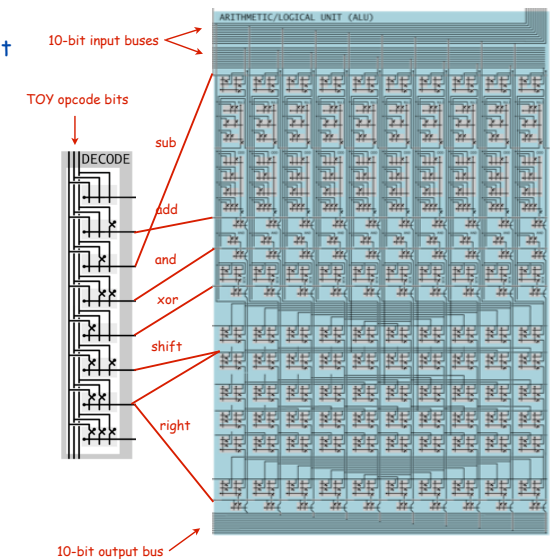 ARITHMETIC/LOGICAL UNIT (ALU)
10-bit input buses
t
TOY opcode bits
sub
DECODE
add
and
xor
shift
right
10-bit output bus